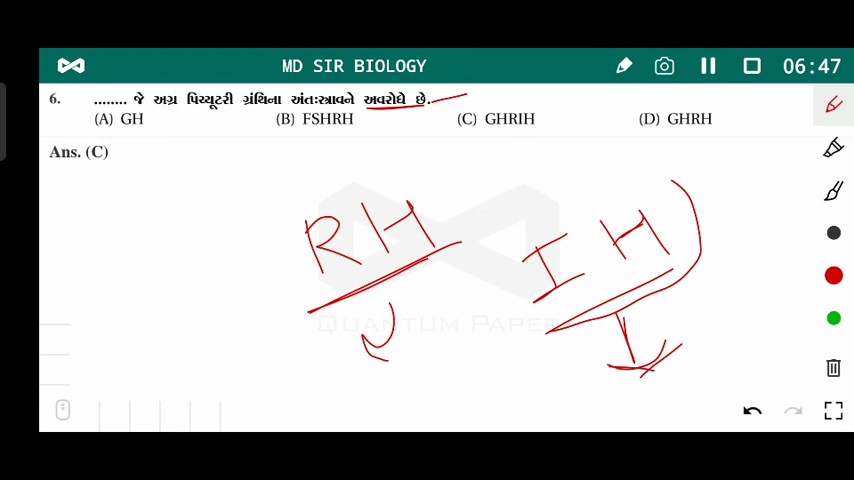 MD SIR BIOLOGY
06:47
6. ........ જે અગ્ર પિચ્યૂટરી ગ્રંથિના અંતઃસ્ત્રાવને અવરોધે છે.
(A) GH (B) FSHRH (C) GHRIH (D) GHRH
Ans. (C)
RH IH
QUANTUM PAPER